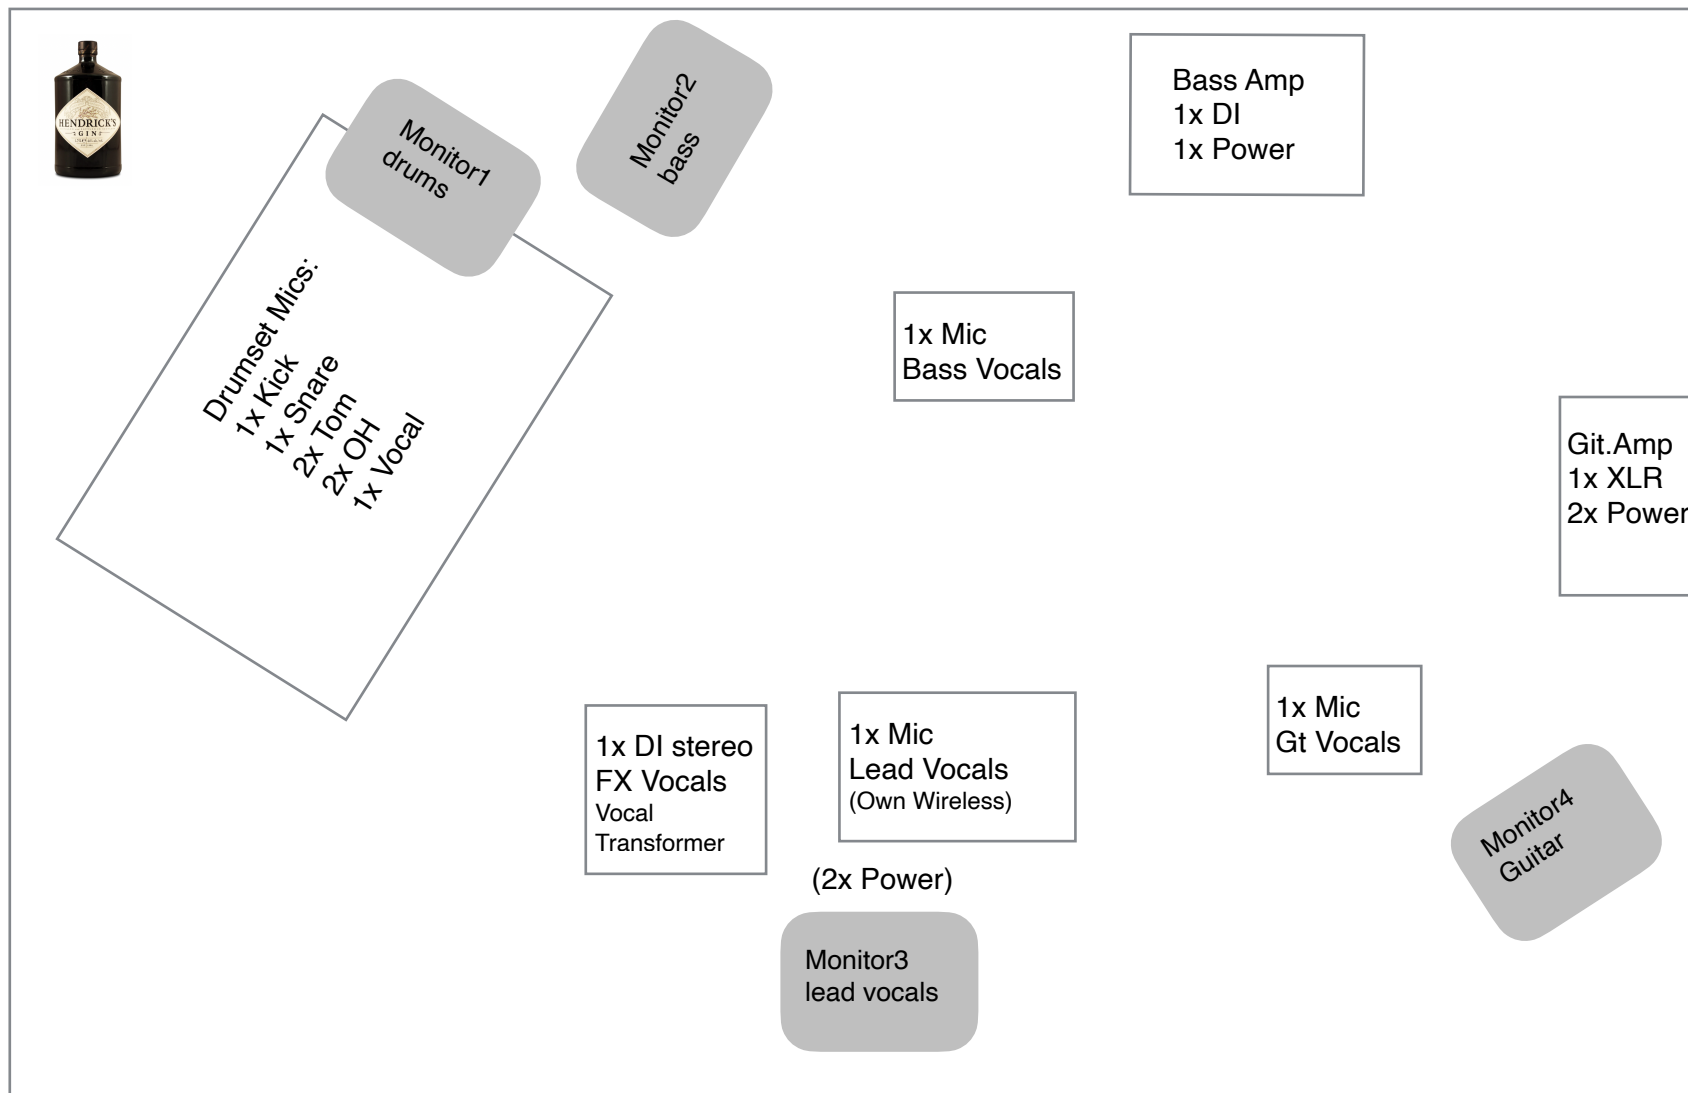 HENDRICK'S
GIN
Monitor1
drums
Monitor2
bass
Bass Amp
1x DI
1x Power
Drumset Mics:
1x Kick
1x Snare
2x Tom
2x OH
1x Vocal
1x Mic
Bass Vocals
Git.Amp
1x XLR
2x Power
1x DI stereo
FX Vocals
Vocal
Transformer
1x Mic
Lead Vocals
(Own Wireless)
1x Mic
Gt Vocals
(2x Power)
Monitor3
lead vocals
Monitor4
Guitar